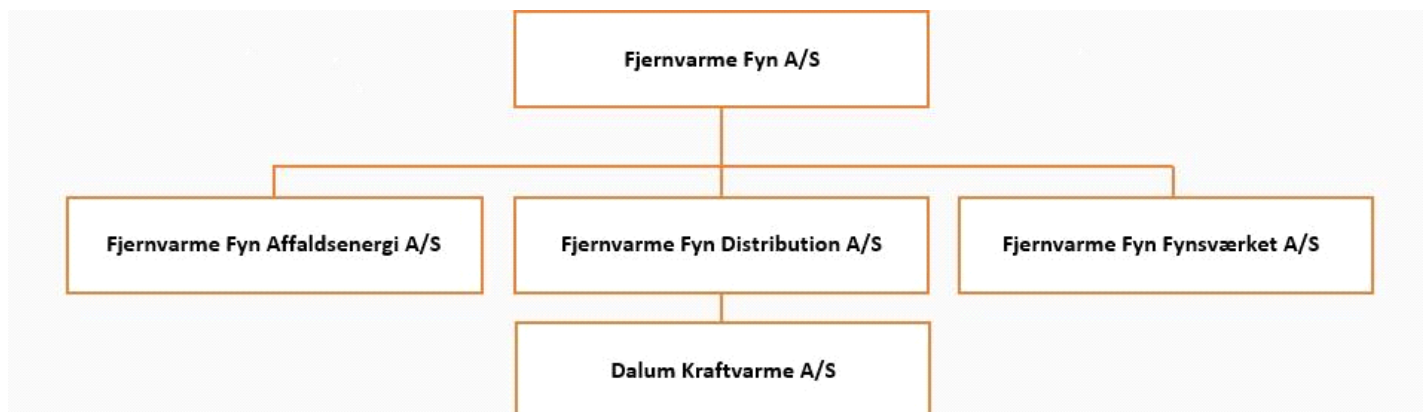 Fjernvarme Fyn A/S
Fjernvarme Fyn Affaldsenergi A/S
Fjernvarme Fyn Distribution A/S
Fjernvarme Fyn Fynsværket A/S
Dalum Kraftvarme A/S